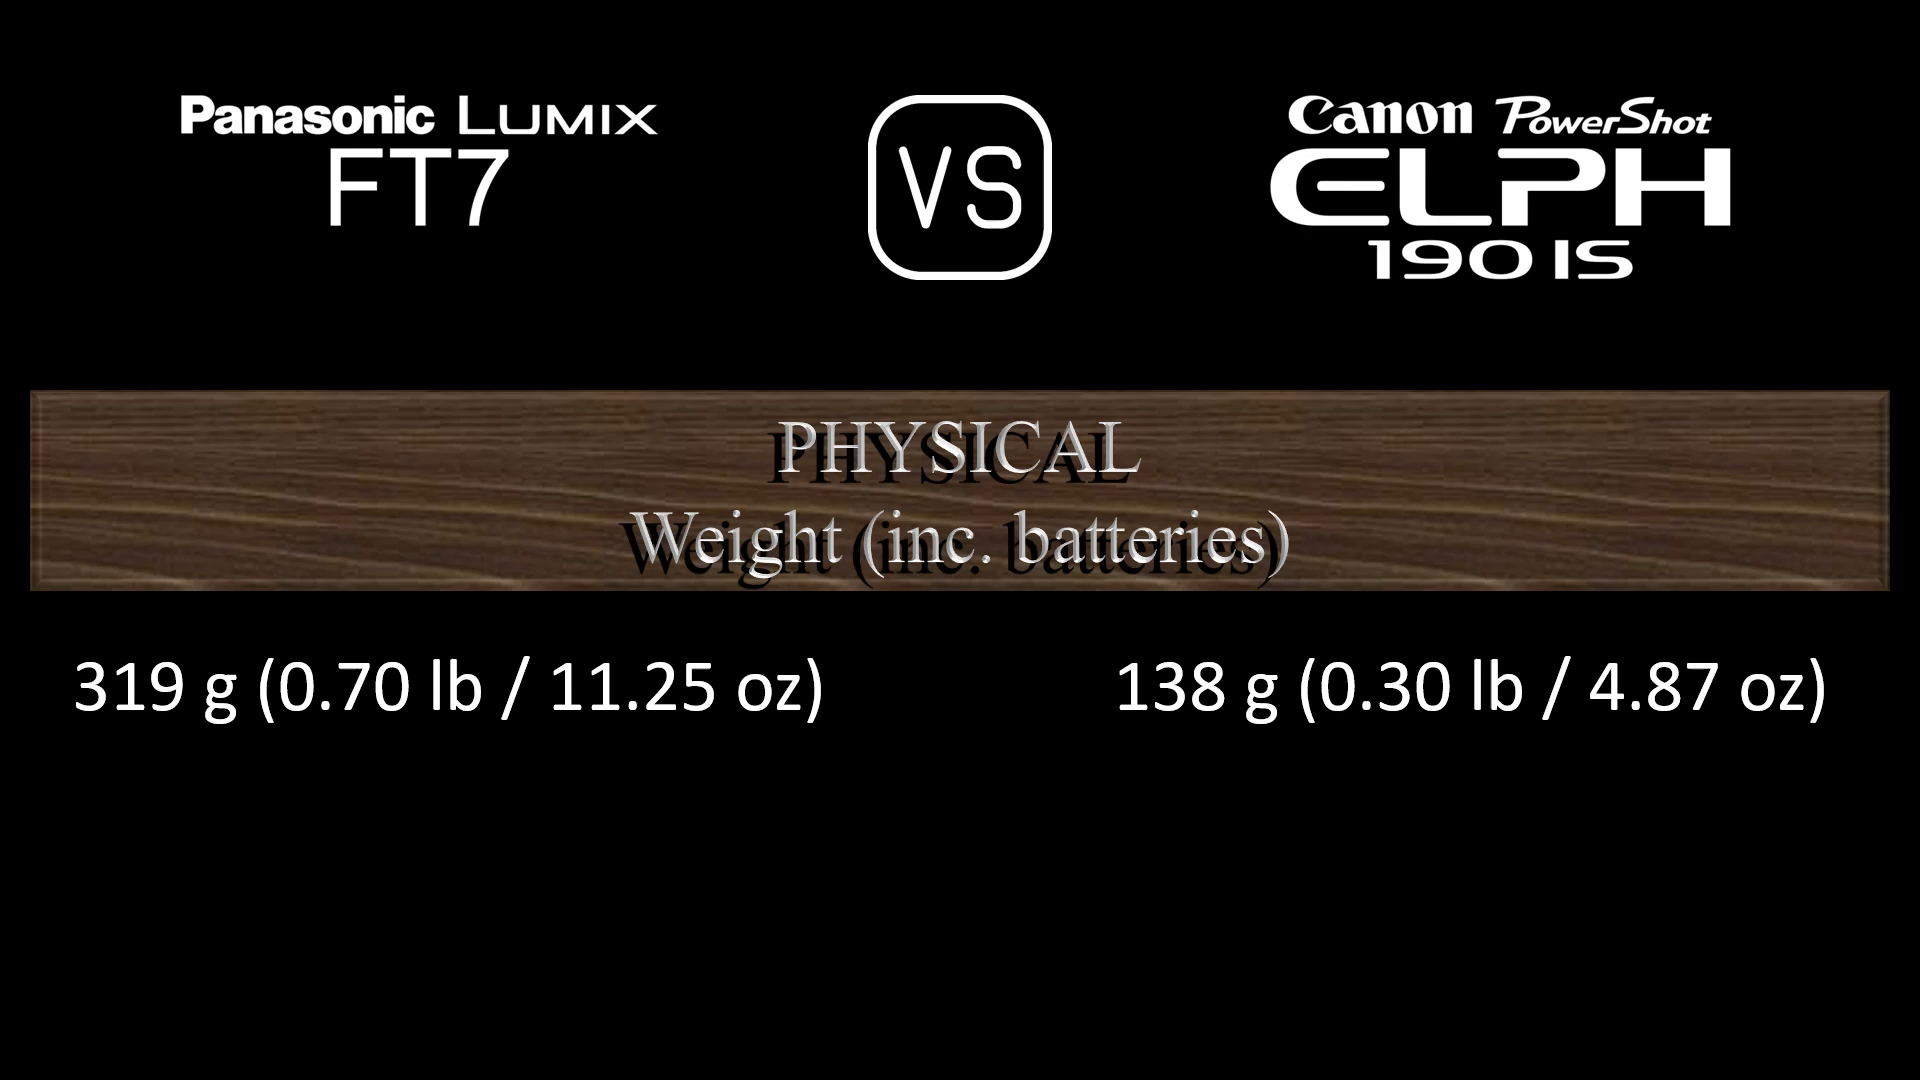 Panasonic LUMIX
FT7
VS
Canon PowerShot
ELPH
190 IS
PHYSICAL
Weight (inc. batteries)
319 g (0.70 lb / 11.25 oz)
138 g (0.30 lb / 4.87 oz)